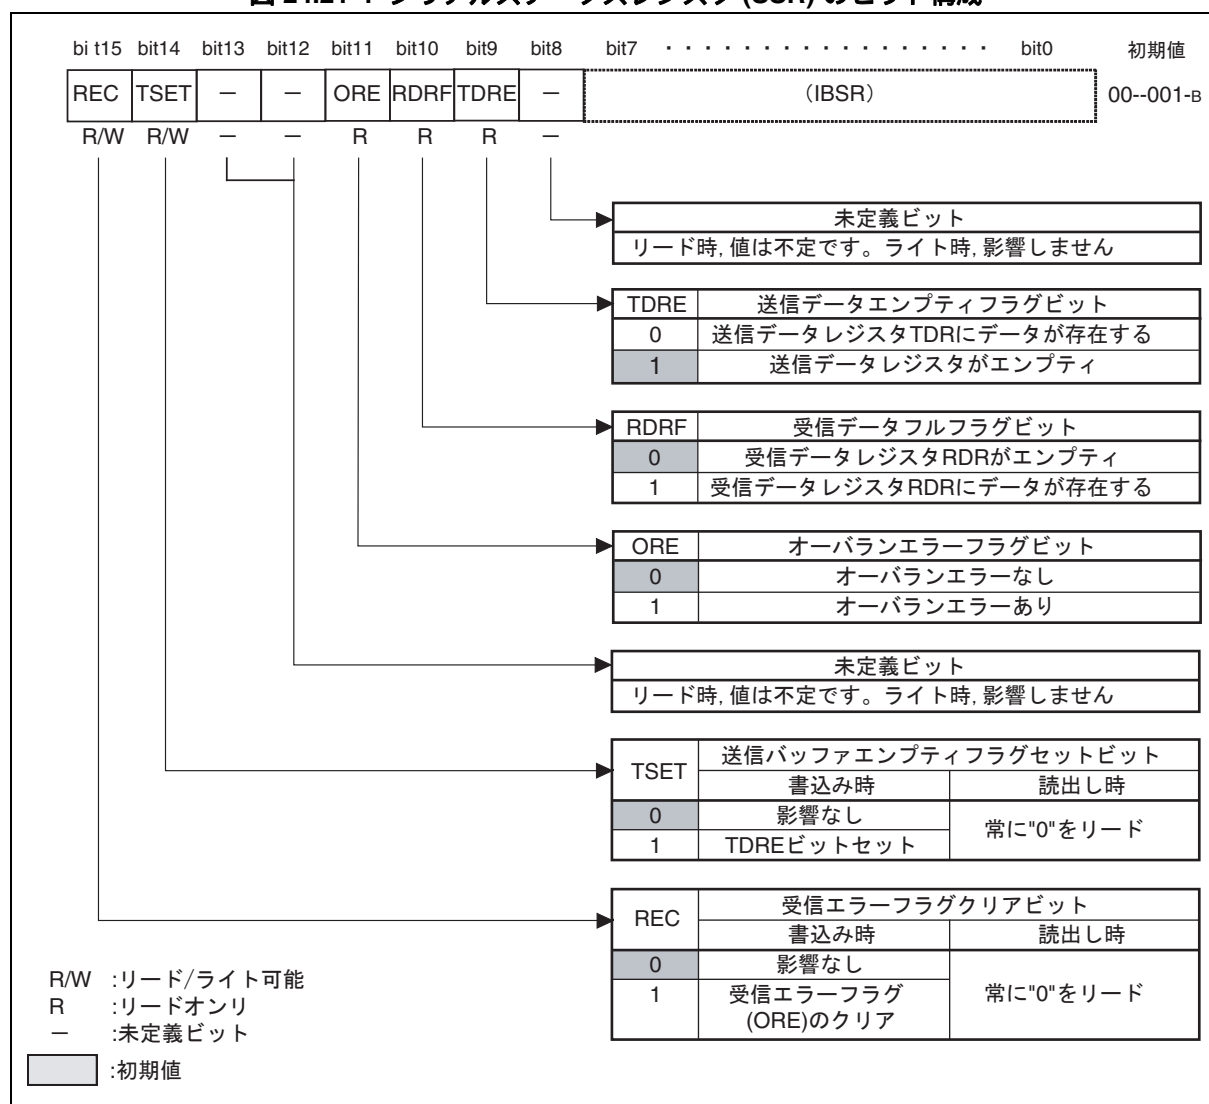 bi t15 bit14 bit13 bit12 bit11 bit10 bit9 bit8 bit7 ・・・・・・・・・・・・・・・・・ bit0 初期値
REC TSET － － ORE RDRF TDRE － (IBSR) 00--001-B
R/W R/W － － R R R －
未定義ビット
リード時, 値は不定です。ライト時, 影響しません
TDRE 送信データエンプティフラグビット
0 送信データレジスタTDRにデータが存在する
1 送信データレジスタがエンプティ
RDRF 受信データフルフラグビット
0 受信データレジスタRDRがエンプティ
1 受信データレジスタRDRにデータが存在する
ORE オーバランエラーフラグビット
0 オーバランエラーなし
1 オーバランエラーあり
未定義ビット
リード時, 値は不定です。ライト時, 影響しません
TSET 送信バッファエンプティフラグセットビット
書込み時 読出し時
0 影響なし 常に"0"をリード
1 TDREビットセット
REC 受信エラーフラグクリアビット
書込み時 読出し時
0 影響なし 常に"0"をリード
1 受信エラーフラグ
(ORE)のクリア
R/W :リード/ライト可能
R :リードオンリ
－ :未定義ビット
:初期値